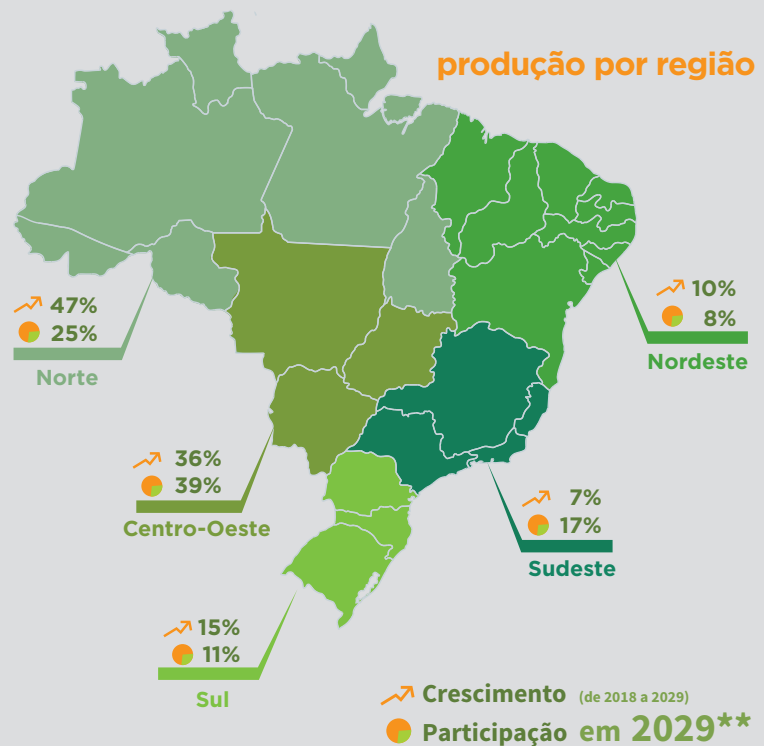 produção por região
47%
25%
Norte
10%
8%
Nordeste
36%
39%
Centro-Oeste
7%
17%
Sudeste
15%
11%
Sul
Crescimento (de 2018 a 2029)
Participação em 2029**